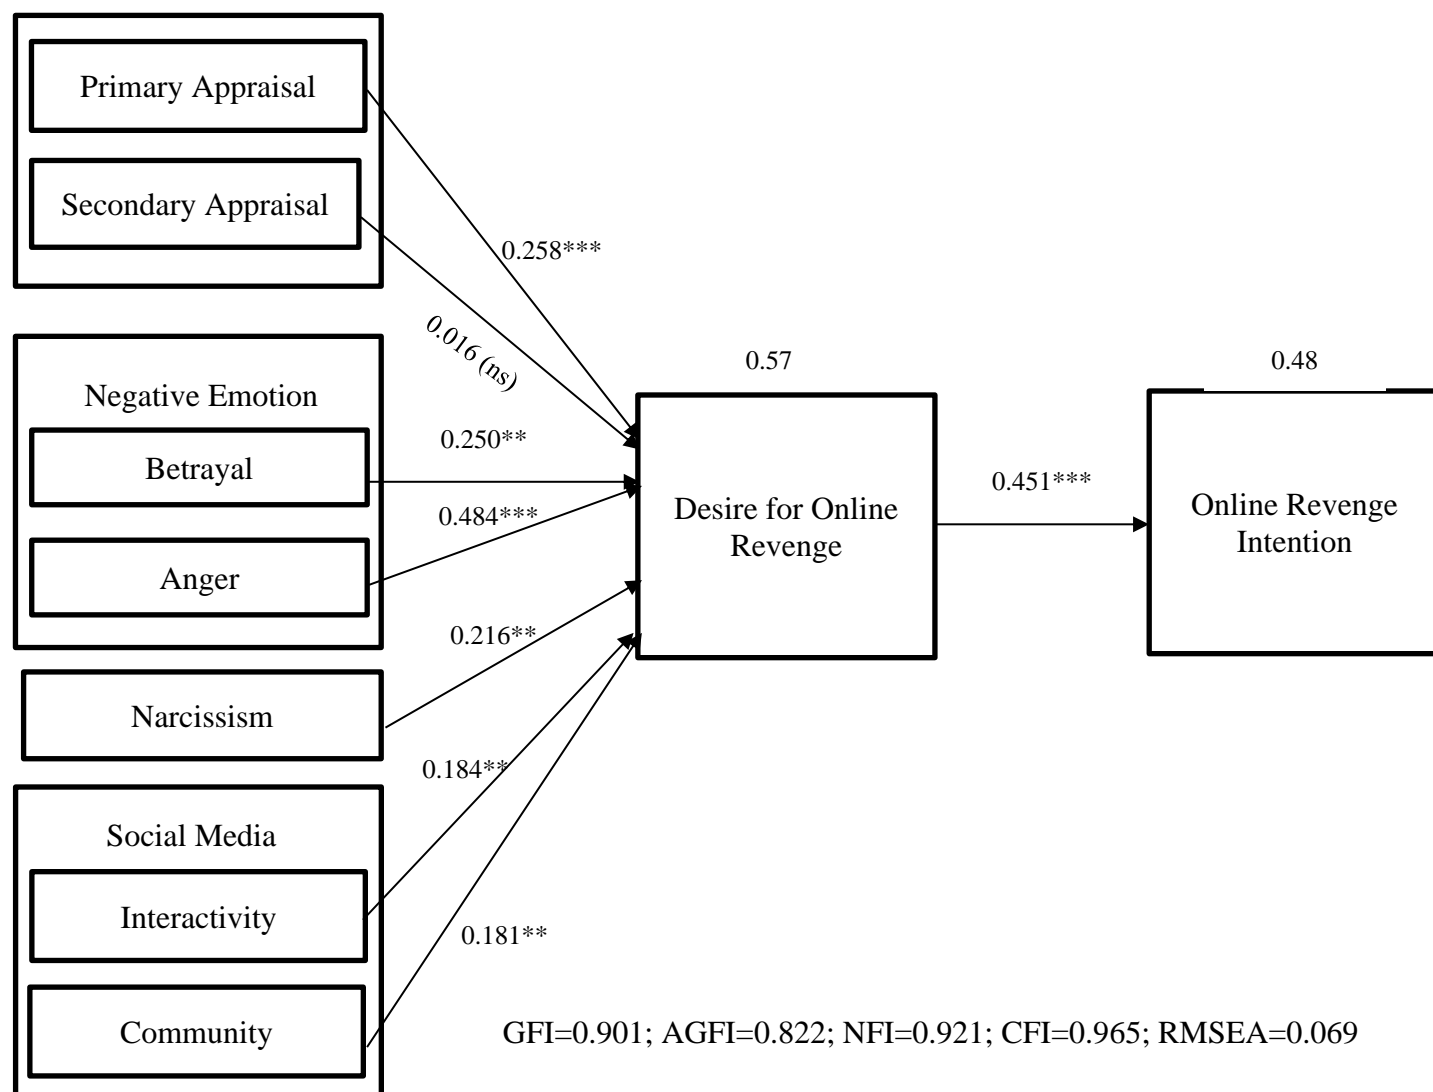 Primary Appraisal
Secondary Appraisal
0.258***
0.016 (ns)
Negative Emotion
Betrayal
Anger
0.250**
0.484***
Narcissism
0.216**
Social Media
Interactivity
Community
0.184**
0.181**
0.57
Desire for Online
Revenge
0.451***
0.48
Online Revenge
Intention
GFI=0.901; AGFI=0.822; NFI=0.921; CFI=0.965; RMSEA=0.069